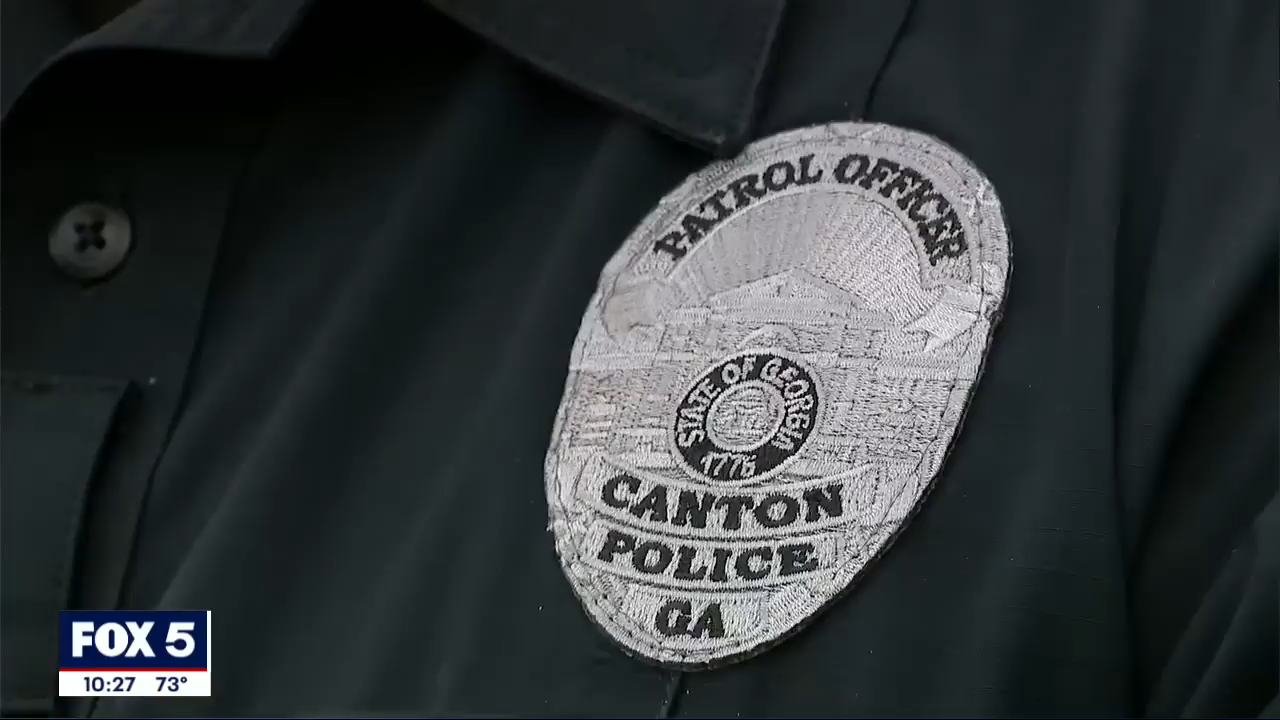 PATROL OFFICER
STATE OF GEORGIA
1776
CANTON
POLICE
GA
FOX 5
10:27 73°